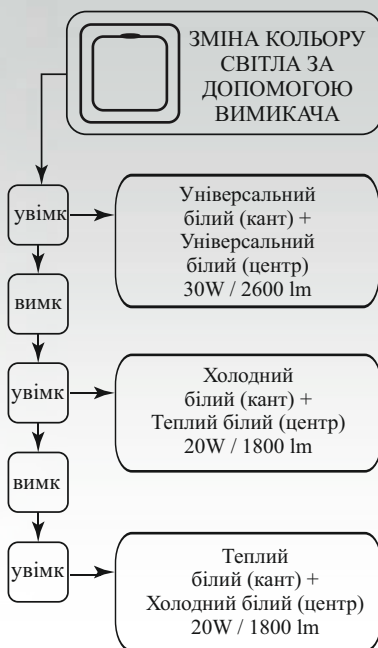 ЗМІНА КОЛЬОРУ
СВІТЛА ЗА
ДОПОМОГОЮ
ВИМИКАЧА
увімк
Універсальний
білий (кант) +
Універсальний
білий (центр)
30W / 2600 lm
вимк
увімк
Холодний
білий (кант) +
Теплий білий (центр)
20W / 1800 lm
вимк
увімк
Теплий
білий (кант) +
Холодний білий (центр)
20W / 1800 lm